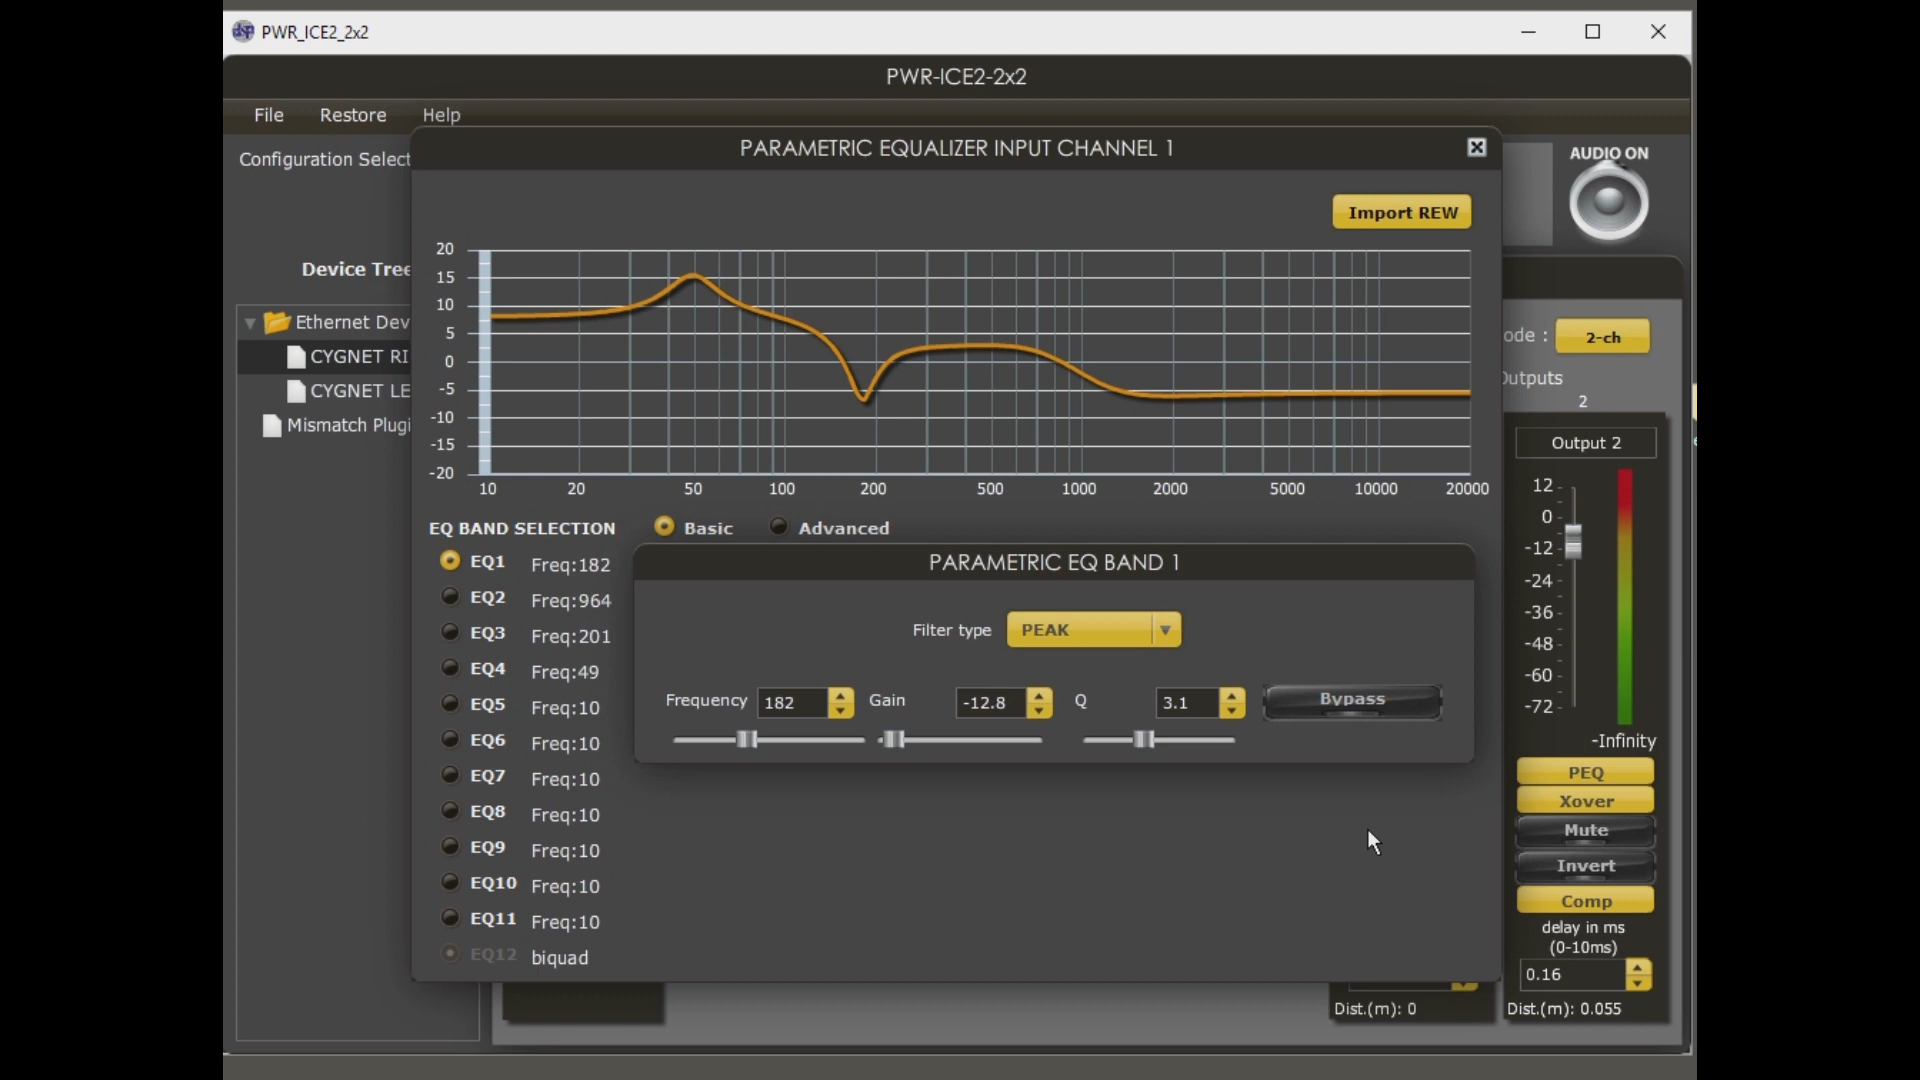 dsp PWR_ICE2_2x2
PWR-ICE2-2x2
File Restore Help
Configuration Select
PARAMETRIC EQUALIZER INPUT CHANNEL 1
AUDIO ON
Import REW
Device Tree
Ethernet Dev
CYGNET RI
CYGNET LE
Mismatch Plugi
20
15
10
5
0
-5
-10
-15
-20
10 20 50 100 200 500 1000 2000 5000 10000 20000
ode : 2-ch
Outputs
2
Output 2
12
0
-12
-24
-36
-48
-60
-72
-Infinity
EQ BAND SELECTION Basic Advanced
EQ1 Freq:182
EQ2 Freq:964
EQ3 Freq:201
EQ4 Freq:49
EQ5 Freq:10
EQ6 Freq:10
EQ7 Freq:10
EQ8 Freq:10
EQ9 Freq:10
EQ10 Freq:10
EQ11 Freq:10
EQ12 biquad
PARAMETRIC EQ BAND 1
Filter type PEAK
Frequency 182 Gain -12.8 Q 3.1 Bypass
PEQ
Xover
Mute
Invert
Comp
delay in ms
(0-10ms)
0.16
Dist.(m): 0 Dist.(m): 0.055